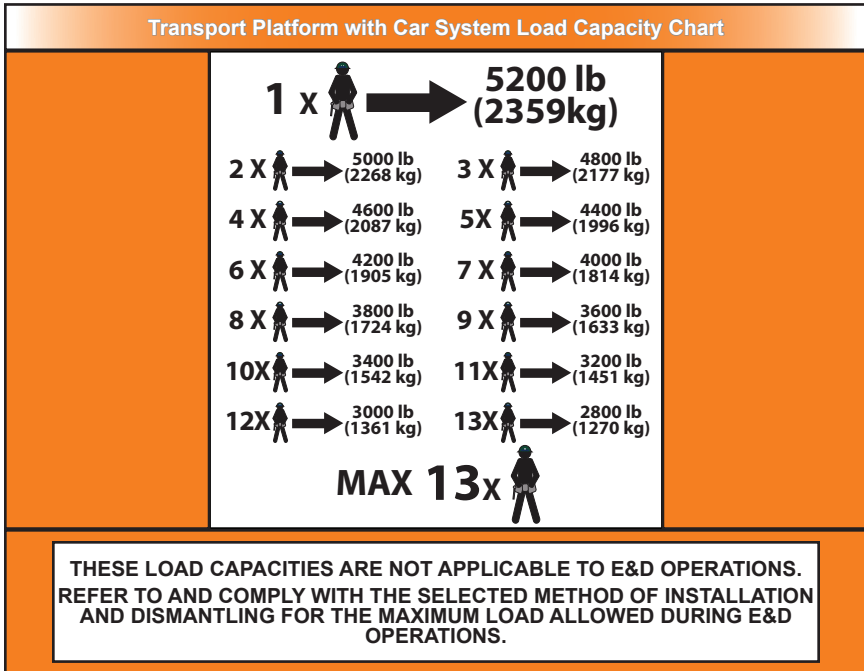 Transport Platform with Car System Load Capacity Chart
1 X 5200 lb
(2359kg)
2 X 5000 lb
(2268 kg)
3 X 4800 lb
(2177 kg)
4 X 4600 lb
(2087 kg)
5X 4400 lb
(1996 kg)
6 X 4200 lb
(1905 kg)
7 X 4000 lb
(1814 kg)
8 X 3800 lb
(1724 kg)
9 X 3600 lb
(1633 kg)
10X 3400 lb
(1542 kg)
11X 3200 lb
(1451 kg)
12X 3000 lb
(1361 kg)
13X 2800 lb
(1270 kg)
MAX 13X
THESE LOAD CAPACITIES ARE NOT APPLICABLE TO E&D OPERATIONS.
REFER TO AND COMPLY WITH THE SELECTED METHOD OF INSTALLATION
AND DISMANTLING FOR THE MAXIMUM LOAD ALLOWED DURING E&D
OPERATIONS.